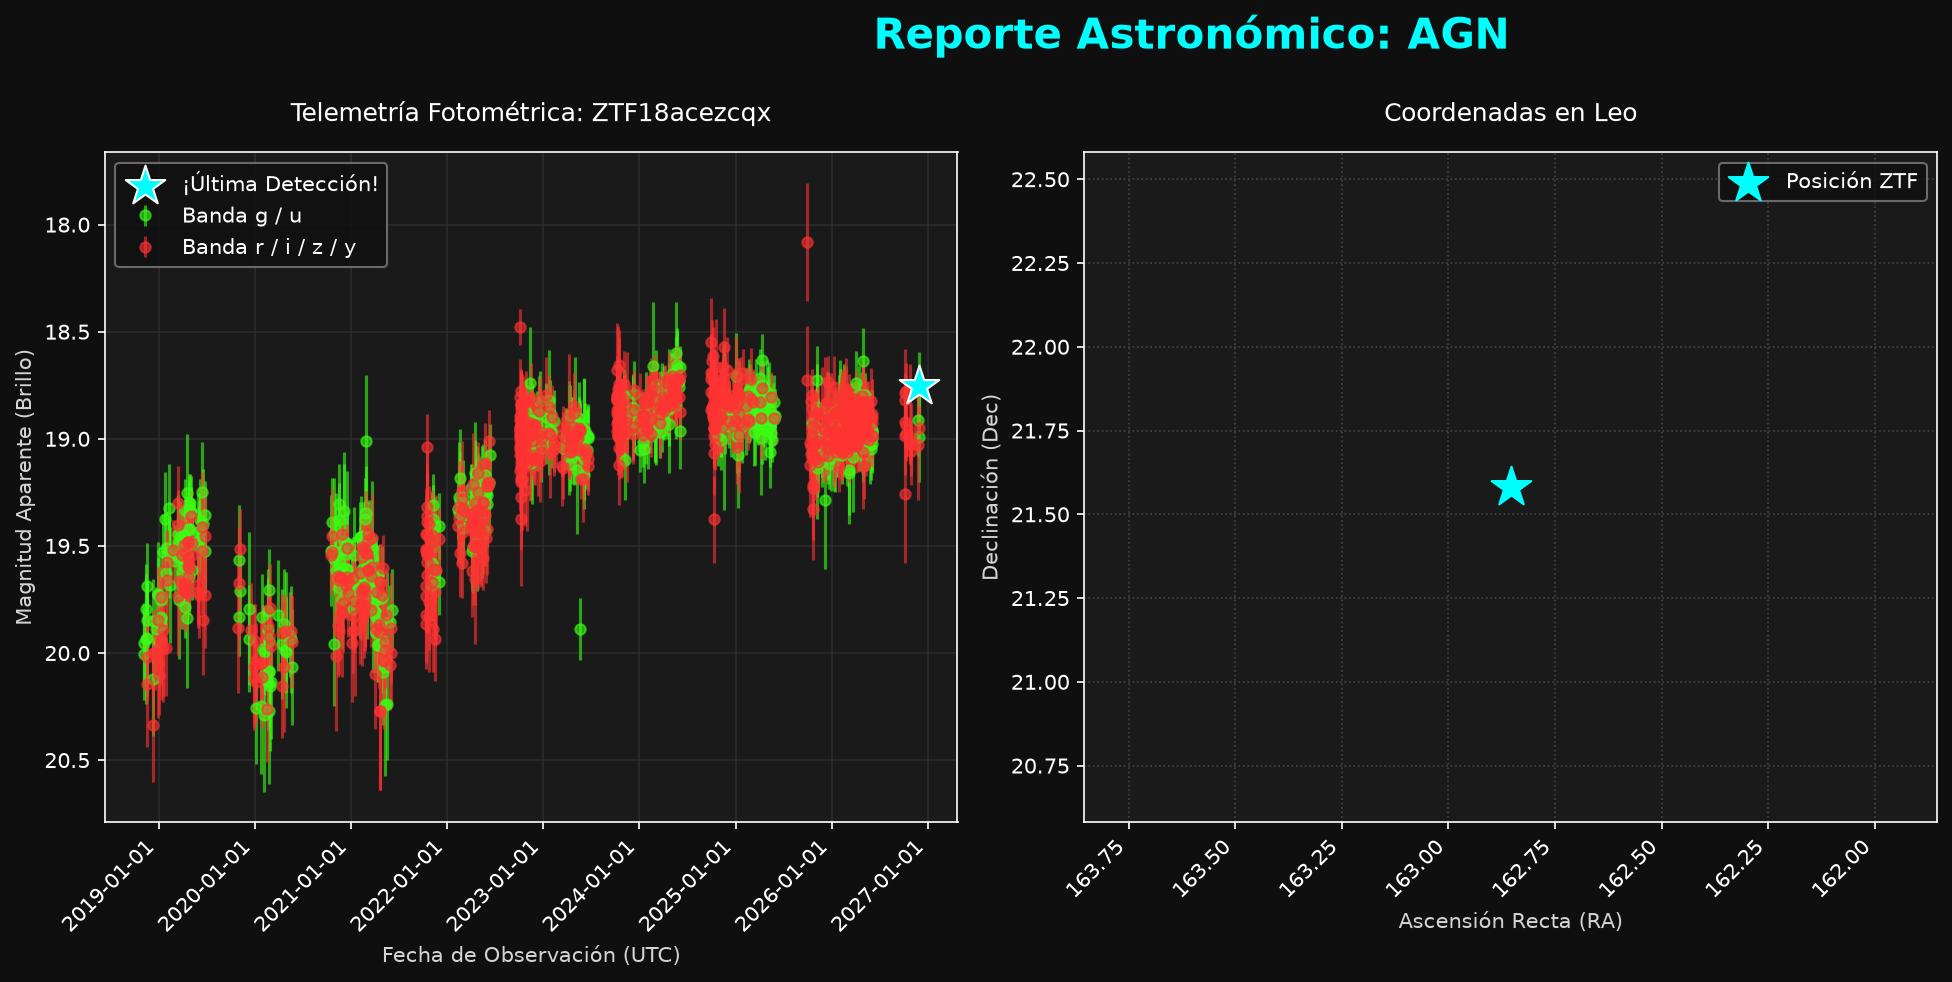 Reporte Astronómico: AGN
Telemetría Fotométrica: ZTF18acezcqx
¡Última Detección!
Banda g / u
Banda r / i / z / y
Magnitud Aparente (Brillo)
18.0
18.5
19.0
19.5
20.0
20.5
2019-01-01
2020-01-01
2021-01-01
2022-01-01
2023-01-01
2024-01-01
2025-01-01
2026-01-01
2027-01-01
Fecha de Observación (UTC)
Coordenadas en Leo
Posición ZTF
Declinación (Dec)
22.50
22.25
22.00
21.75
21.50
21.25
21.00
20.75
163.75
163.50
163.25
163.00
162.75
162.50
162.25
162.00
Ascensión Recta (RA)